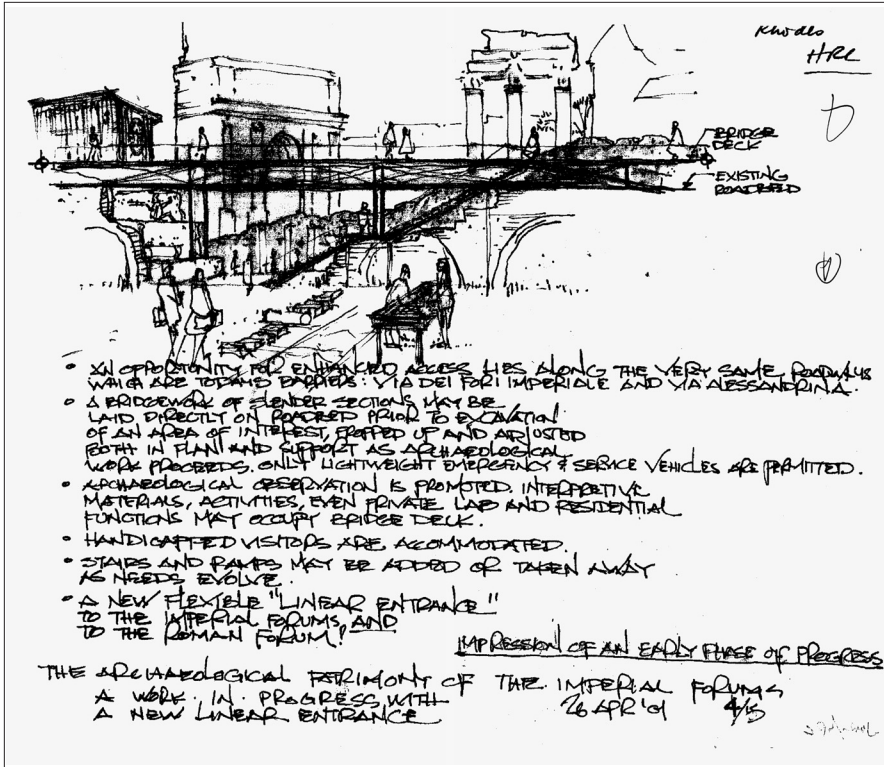 Rhodes
HRC
BRIDGE
DECK
EXISTING
ROADBED
• AN OPPORTUNITY FOR ENHANCED ACCESS LIES ALONG THE VERY SAME ROADWAYS
WHICH ARE TODAY'S BARRIERS: VIA DEI FORI IMPERIALE AND VIA ALESSANDRINA.
• A BRIDGEWORK OF SLENDER SECTIONS MAY BE
LAID DIRECTLY ON ROADBED PRIOR TO EXCAVATION
OF AN AREA OF INTEREST, PROPPED UP AND ADJUSTED
BOTH IN PLAN AND SUPPORT AS ARCHAEOLOGICAL
WORK PROCEEDS. ONLY LIGHTWEIGHT EMERGENCY & SERVICE VEHICLES ARE PERMITTED.
• ARCHAEOLOGICAL OBSERVATION IS PROMOTED. INTERPRETIVE
MATERIALS, ACTIVITIES, EVEN PRIVATE LAB AND RESIDENTIAL
FUNCTIONS MAY OCCUPY BRIDGE DECK.
• HANDICAPPED VISITORS ARE ACCOMMODATED.
• STAIRS AND RAMPS MAY BE ADDED OR TAKEN AWAY
AS NEEDS EVOLVE.
• A NEW FLEXIBLE "LINEAR ENTRANCE"
TO THE IMPERIAL FORUMS, AND
TO THE ROMAN FORUM!
IMPRESSION OF AN EARLY PHASE OF PROGRESS
THE ARCHAEOLOGICAL PATRIMONY OF THE IMPERIAL FORUMS
A WORK IN PROGRESS WITH
A NEW LINEAR ENTRANCE
26 APR '01 4/15